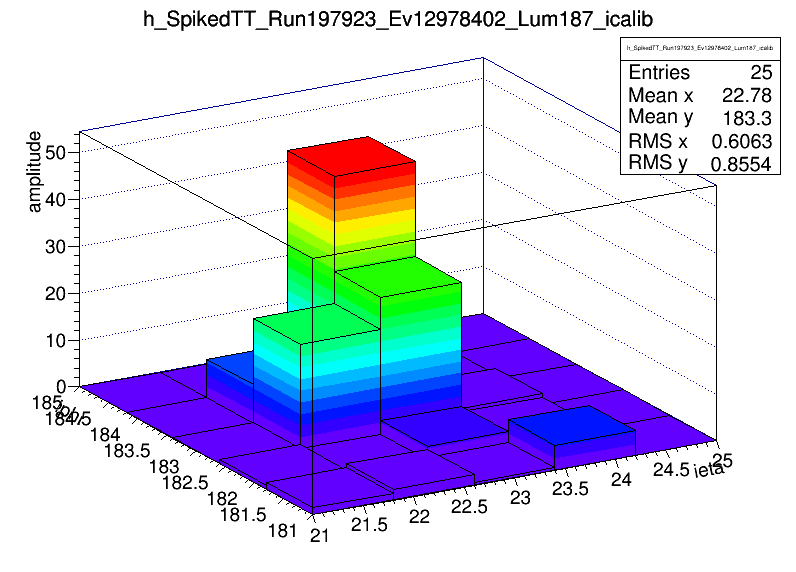 h_SpikedTT_Run197923_Ev12978402_Lum187_icalib
h_SpikedTT_Run197923_Ev12978402_Lum187_icalib
Entries 25
Mean x 22.78
Mean y 183.3
RMS x 0.6063
RMS y 0.8554
amplitude
50
40
30
20
10
0
185
184.5
184
183.5
183
182.5
182
181.5
181
21
21.5
22
22.5
23
23.5
24
24.5
25
ieta